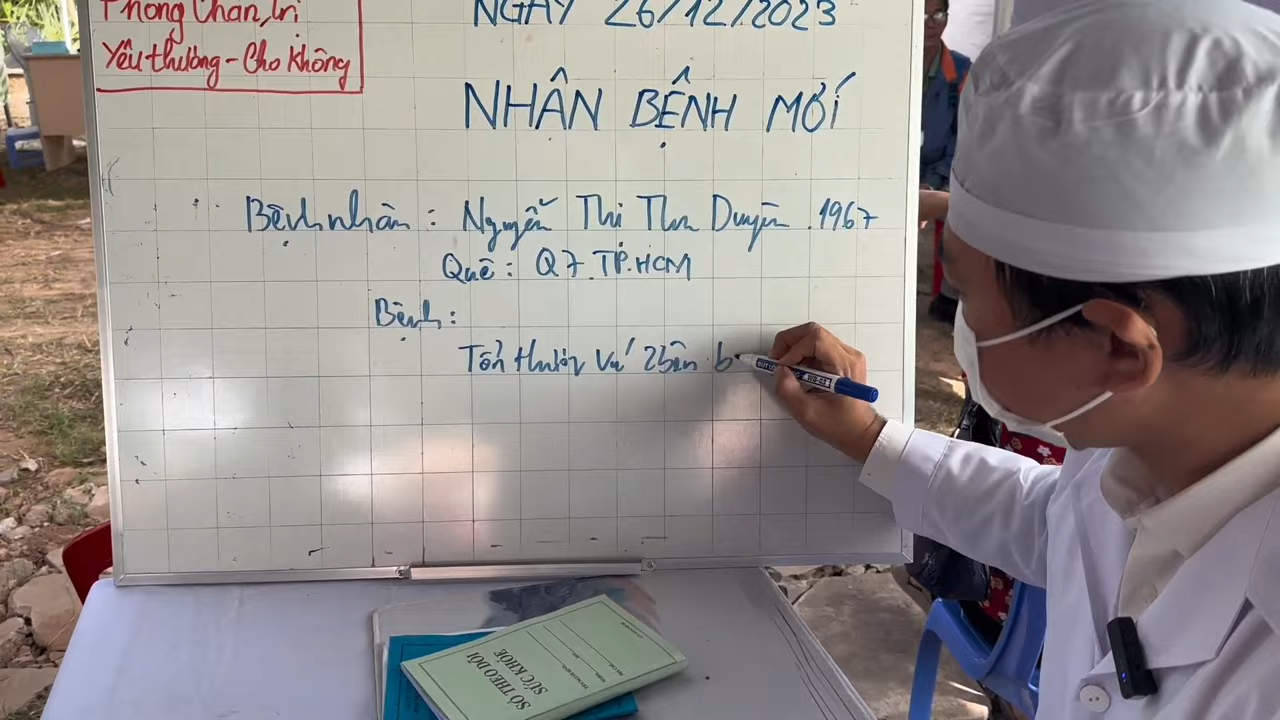 Phòng Chẩn Trị
Yêu thương - Cho Không
NGÀY 26/12/2023
NHẬN BỆNH MỚI
Bệnh nhân: Nguyễn Thị Thu Duyên. 1967
Quê: Q7.TP.HCM
Bệnh:
Tổn thương vú 2 bên. b
SỔ THEO DÕI
SỨC KHỎE